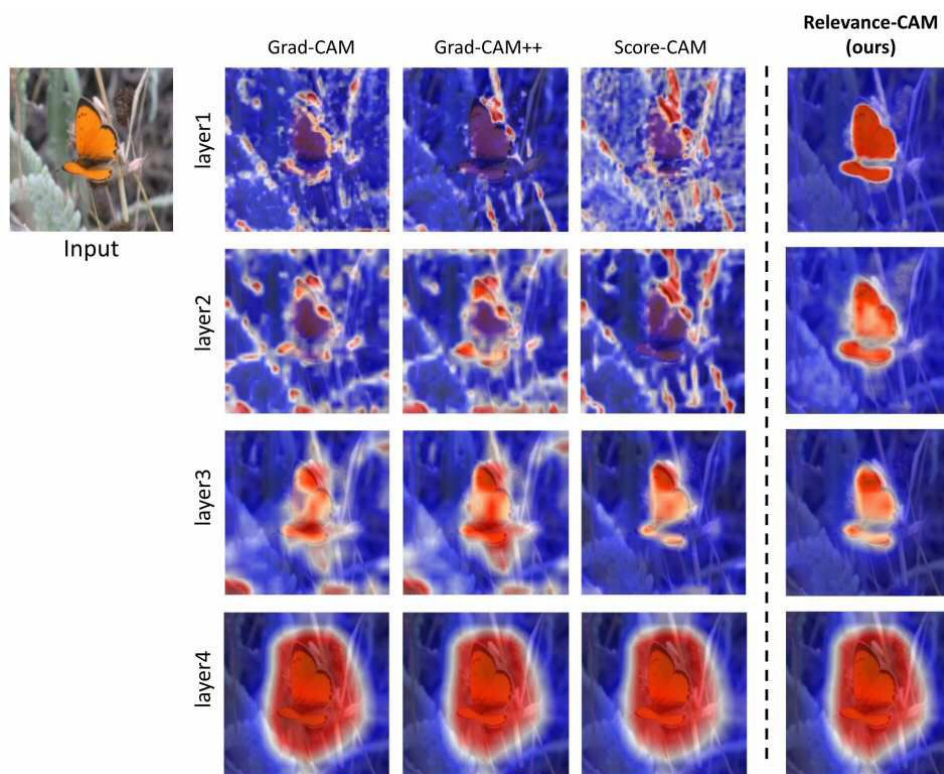 Grad-CAM
Grad-CAM++
Score-CAM
Relevance-CAM
(ours)
Input
layer1
layer2
layer3
layer4